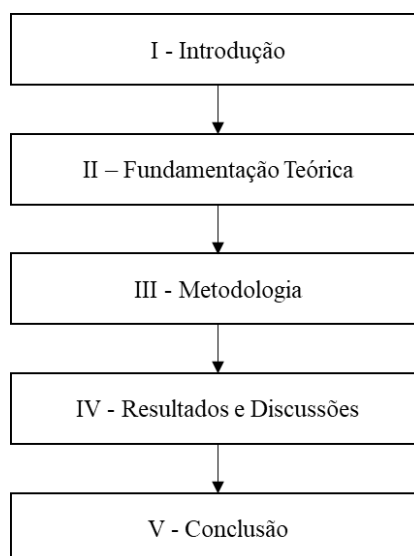 I - Introdução
II – Fundamentação Teórica
III - Metodologia
IV - Resultados e Discussões
V - Conclusão